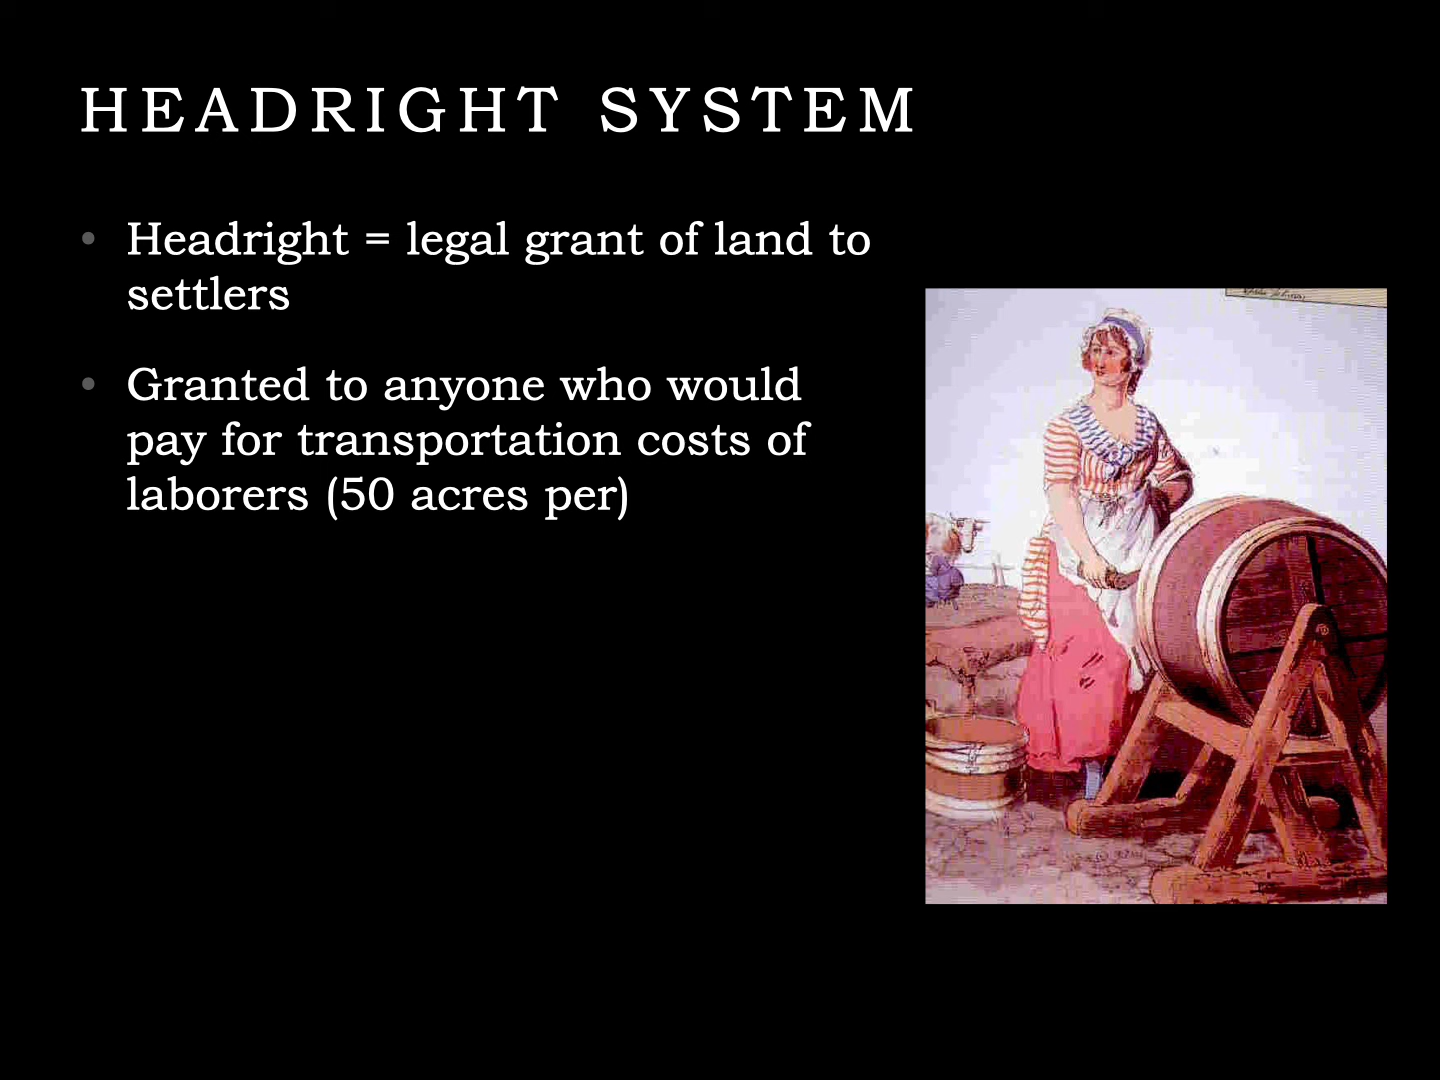 HEADRIGHT SYSTEM
• Headright = legal grant of land to
settlers
• Granted to anyone who would
pay for transportation costs of
laborers (50 acres per)